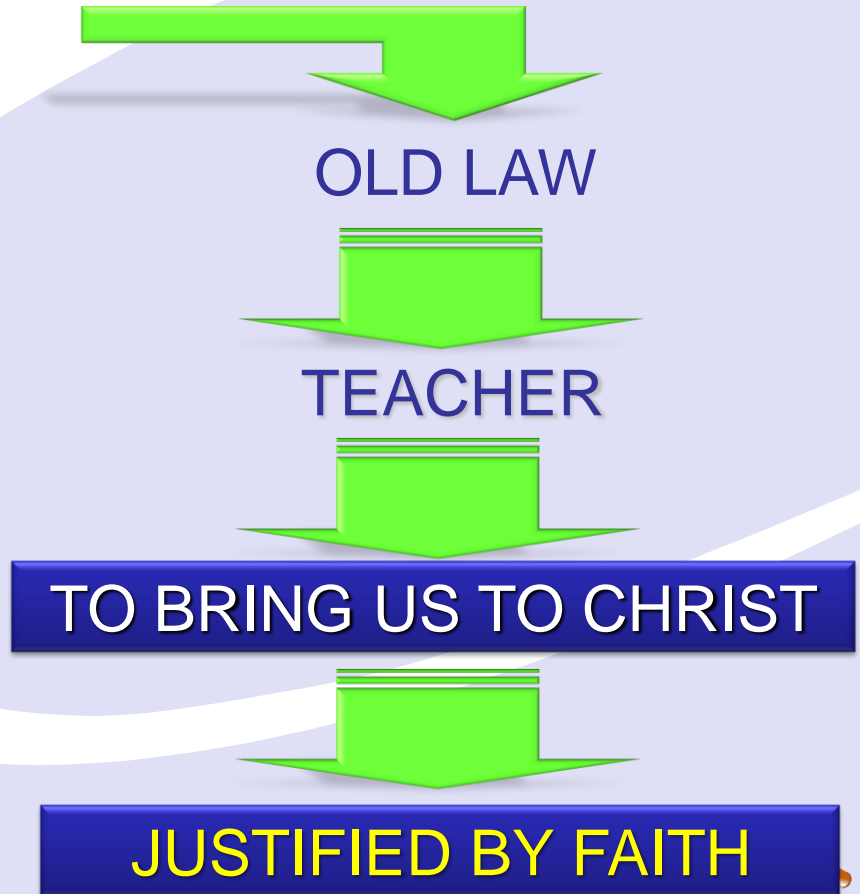 OLD LAW
TEACHER
TO BRING US TO CHRIST
JUSTIFIED BY FAITH